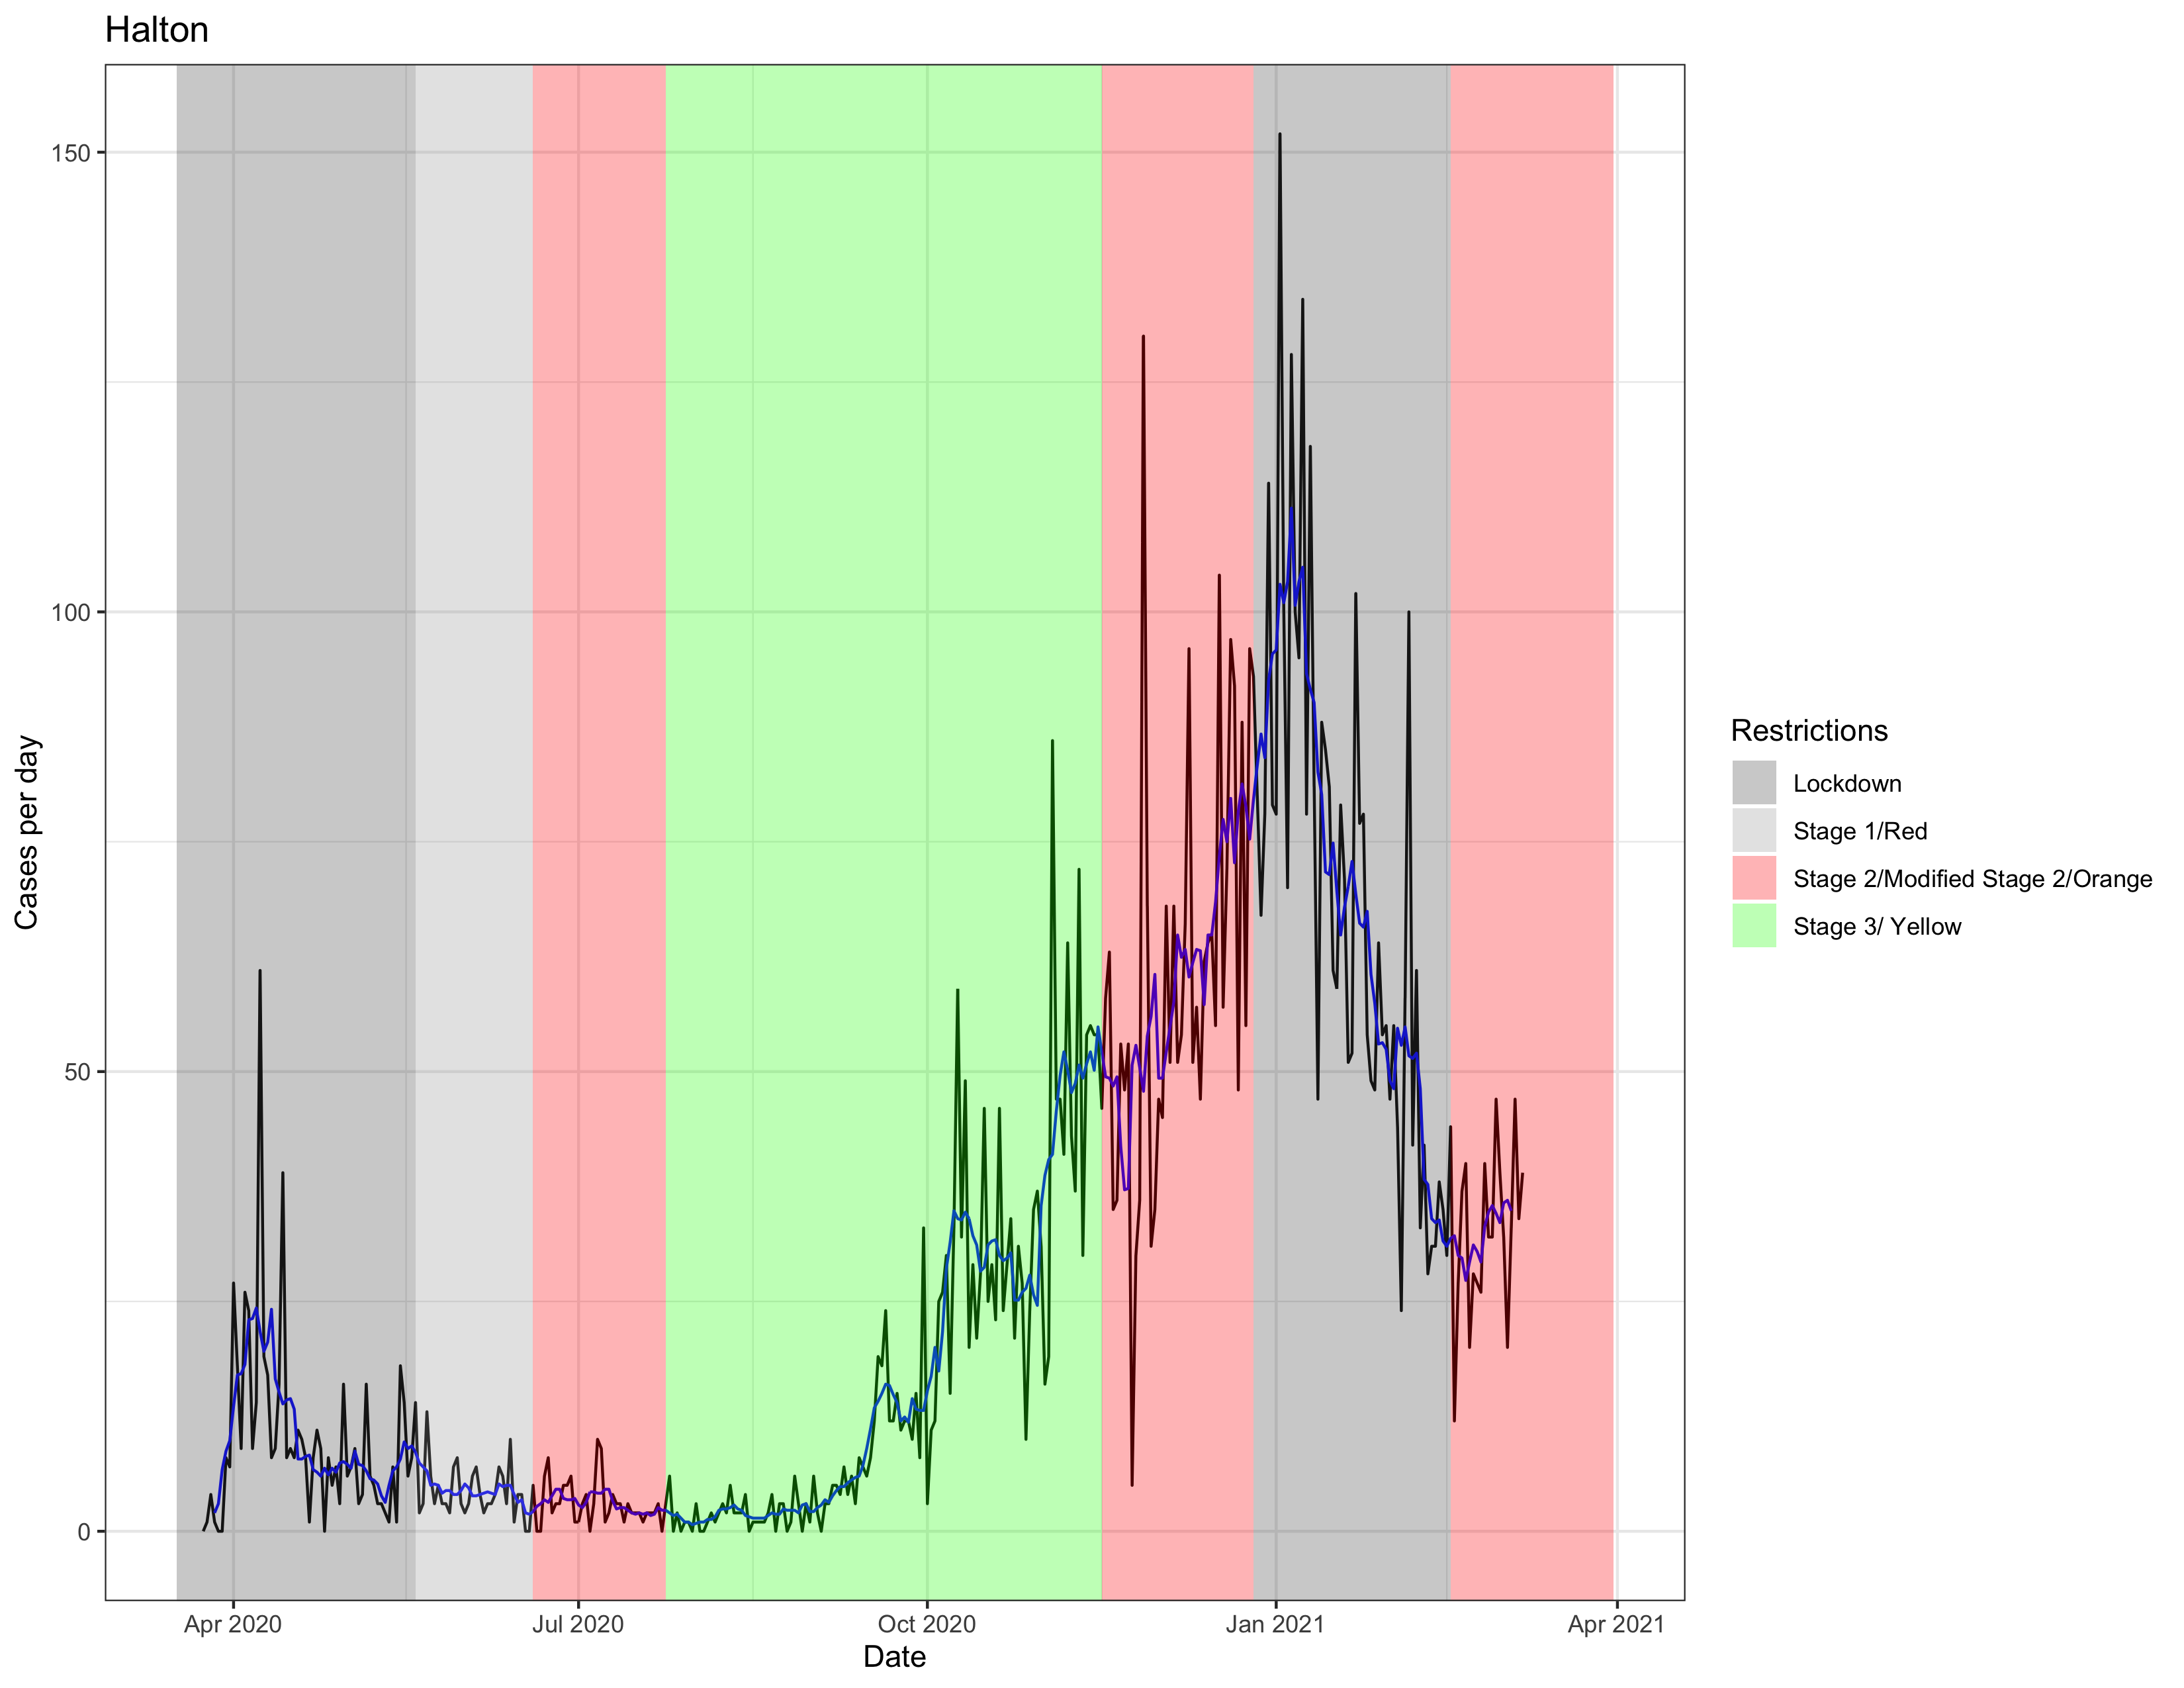 Halton
150
100
50
0
Cases per day
Apr 2020
Jul 2020
Oct 2020
Jan 2021
Apr 2021
Date
Restrictions
Lockdown
Stage 1/Red
Stage 2/Modified Stage 2/Orange
Stage 3/ Yellow